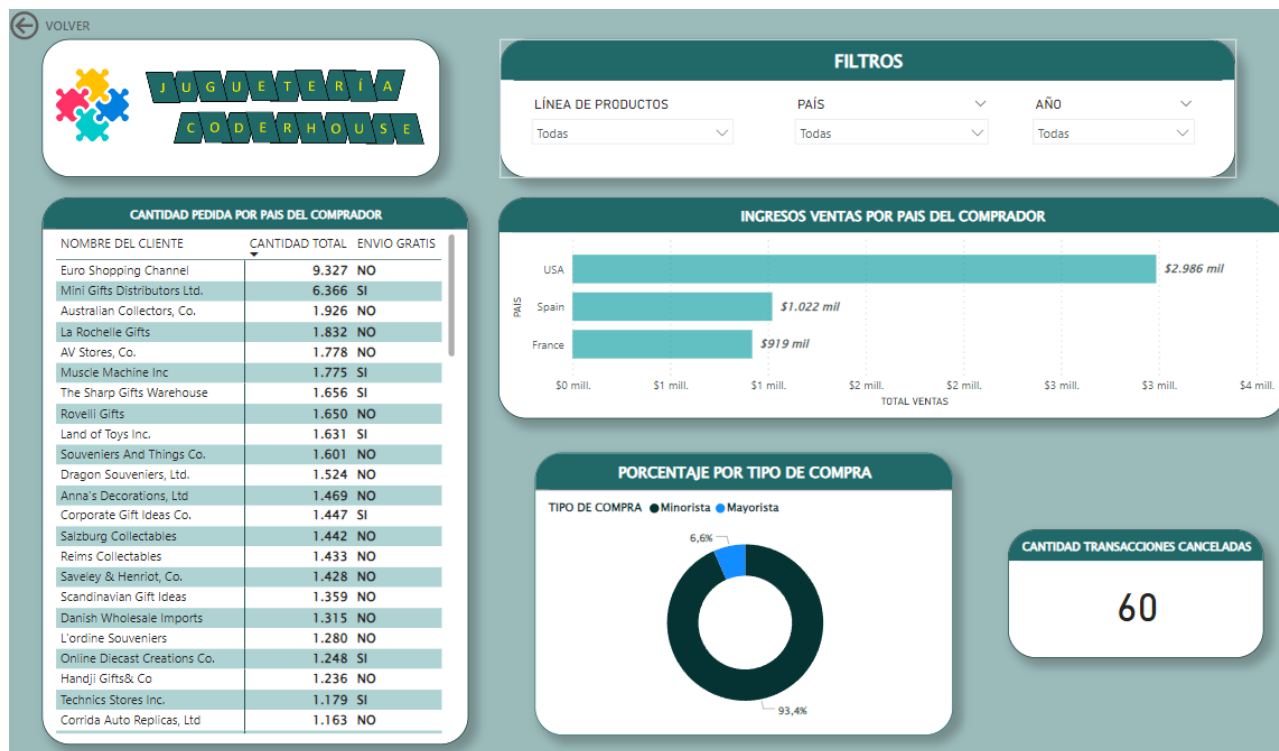 VOLVER
JUGUETERÍA
CODERHOUSE
FILTROS
LÍNEA DE PRODUCTOS PAÍS AÑO
Todas Todas Todas
CANTIDAD PEDIDA POR PAIS DEL COMPRADOR
NOMBRE DEL CLIENTE CANTIDAD TOTAL ENVIO GRATIS
Euro Shopping Channel 9.327 NO
Mini Gifts Distributors Ltd. 6.366 SI
Australian Collectors, Co. 1.926 NO
La Rochelle Gifts 1.832 NO
AV Stores, Co. 1.778 NO
Muscle Machine Inc 1.775 SI
The Sharp Gifts Warehouse 1.656 SI
Rovelli Gifts 1.650 NO
Land of Toys Inc. 1.631 SI
Souveniers And Things Co. 1.601 NO
Dragon Souveniers, Ltd. 1.524 NO
Anna's Decorations, Ltd 1.469 NO
Corporate Gift Ideas Co. 1.447 SI
Salzburg Collectables 1.442 NO
Reims Collectables 1.433 NO
Saveley & Henriot, Co. 1.428 NO
Scandinavian Gift Ideas 1.359 NO
Danish Wholesale Imports 1.315 NO
L'ordine Souveniers 1.280 NO
Online Diecast Creations Co. 1.248 SI
Handji Gifts& Co 1.236 NO
Technics Stores Inc. 1.179 SI
Corrida Auto Replicas, Ltd 1.163 NO
INGRESOS VENTAS POR PAIS DEL COMPRADOR
PAIS
USA $2.986 mil
Spain $1.022 mil
France $919 mil
$0 mill. $1 mill. $1 mill. $2 mill. $2 mill. $3 mill. $3 mill. $4 mill.
TOTAL VENTAS
PORCENTAJE POR TIPO DE COMPRA
TIPO DE COMPRA Minorista Mayorista
6,6%
93,4%
CANTIDAD TRANSACCIONES CANCELADAS
60